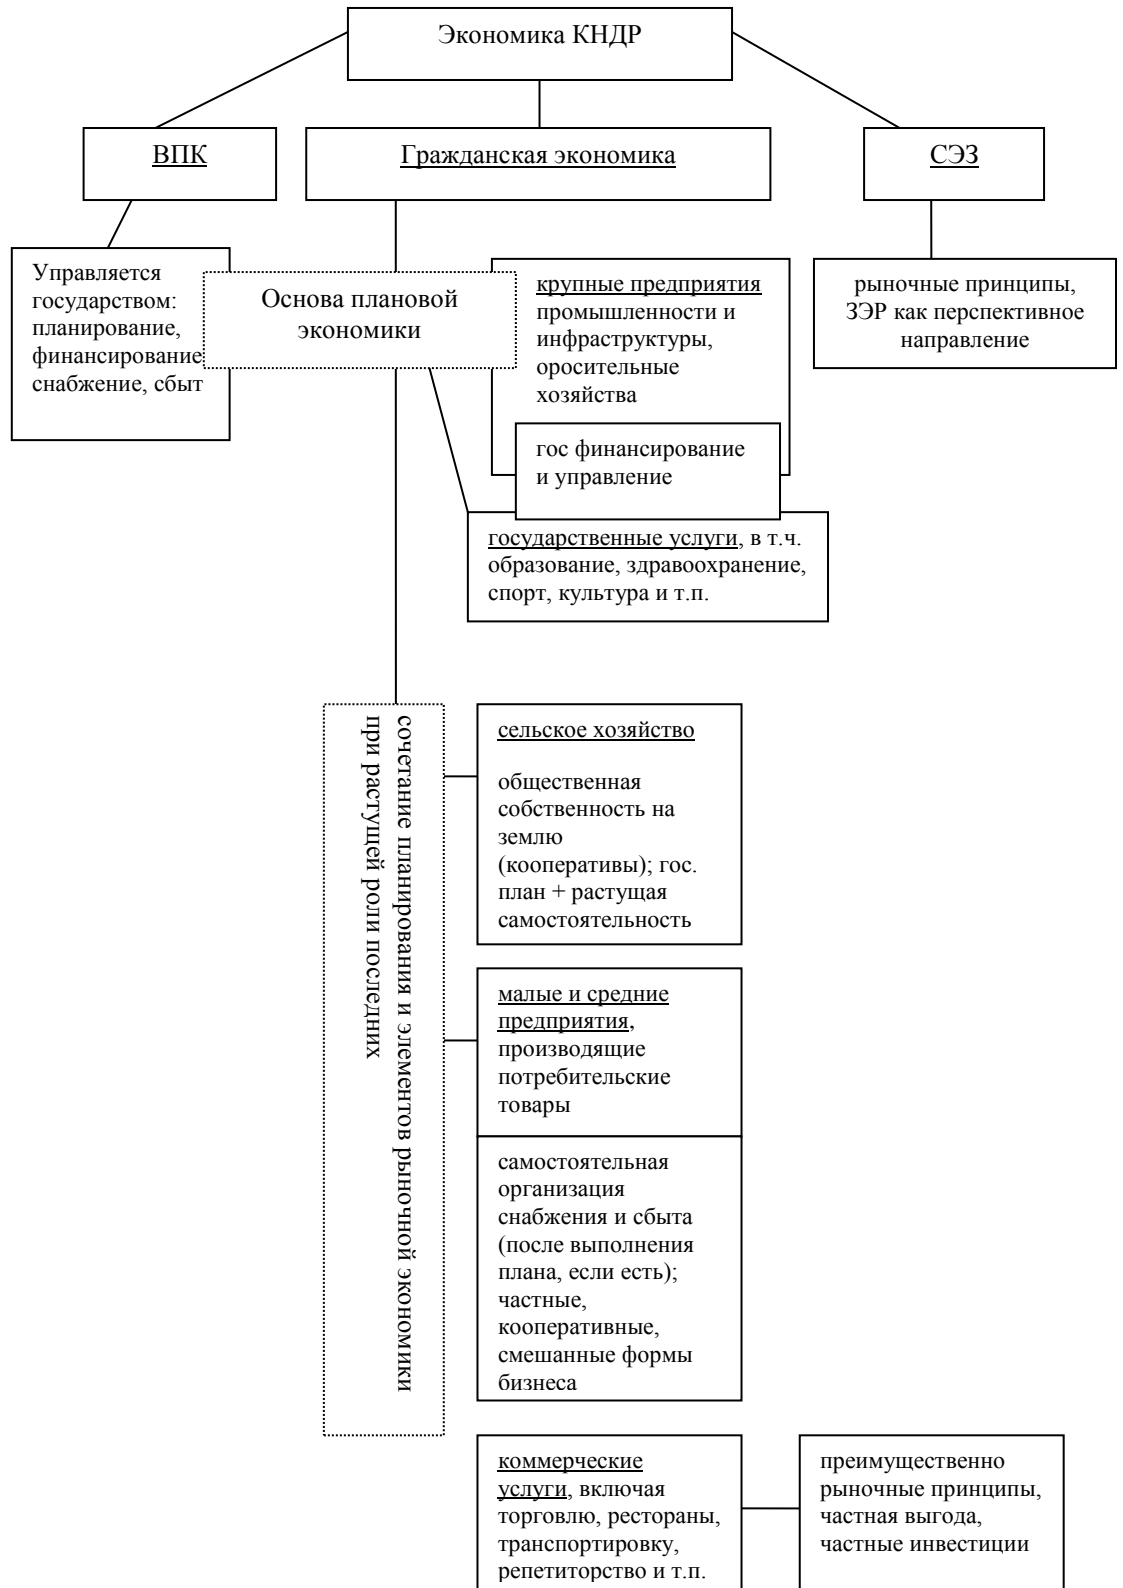 Экономика КНДР
ВПК
Гражданская экономика
СЭЗ
Управляется
государством:
планирование,
финансирование
снабжение, сбыт
Основа плановой
экономики
крупные предприятия
промышленности и
инфраструктуры,
оросительные
хозяйства
гос финансирование
и управление
государственные услуги, в т.ч.
образование, здравоохранение,
спорт, культура и т.п.
рыночные принципы,
ЗЭР как перспективное
направление
сочетание планирования и элементов рыночной экономики
при растущей роли последних
сельское хозяйство
общественная
собственность на
землю
(кооперативы); гос.
план + растущая
самостоятельность
малые и средние
предприятия,
производящие
потребительские
товары
самостоятельная
организация
снабжения и сбыта
(после выполнения
плана, если есть);
частные,
кооперативные,
смешанные формы
бизнеса
коммерческие
услуги, включая
торговлю, рестораны,
транспортировку,
репетиторство и т.п.
преимущественно
рыночные принципы,
частная выгода,
частные инвестиции